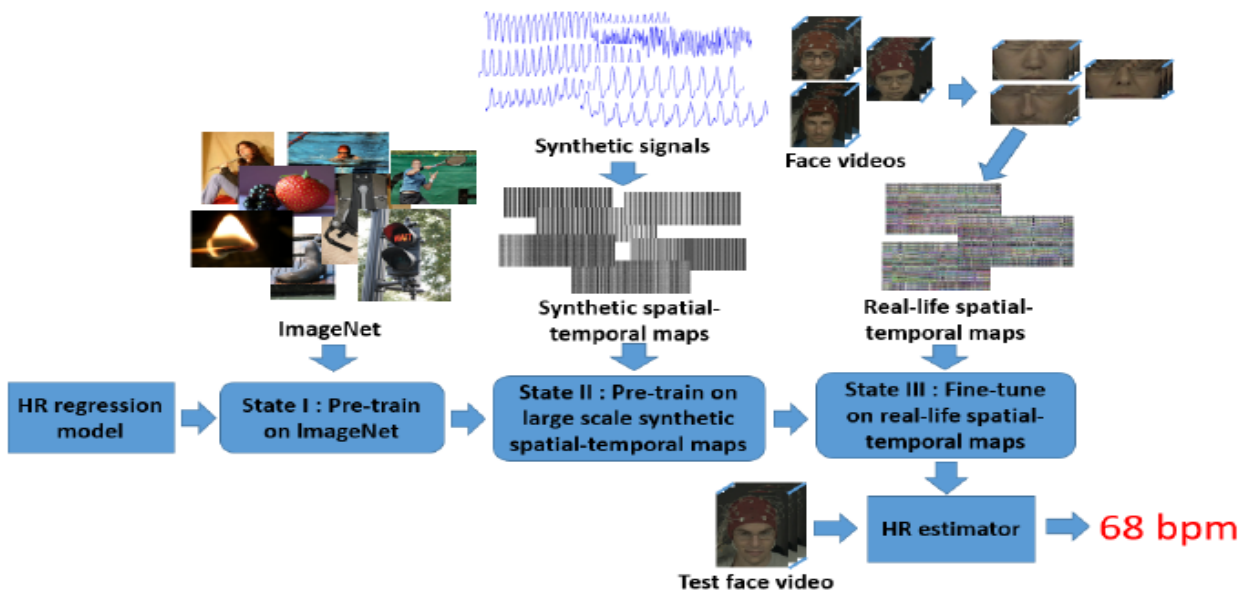 Synthetic signals
Face videos
Synthetic spatial-
temporal maps
Real-life spatial-
temporal maps
ImageNet
HR regression
model
State I : Pre-train
on ImageNet
State II : Pre-train on
large scale synthetic
spatial-temporal maps
State III : Fine-tune
on real-life spatial-
temporal maps
HR estimator
68 bpm
Test face video